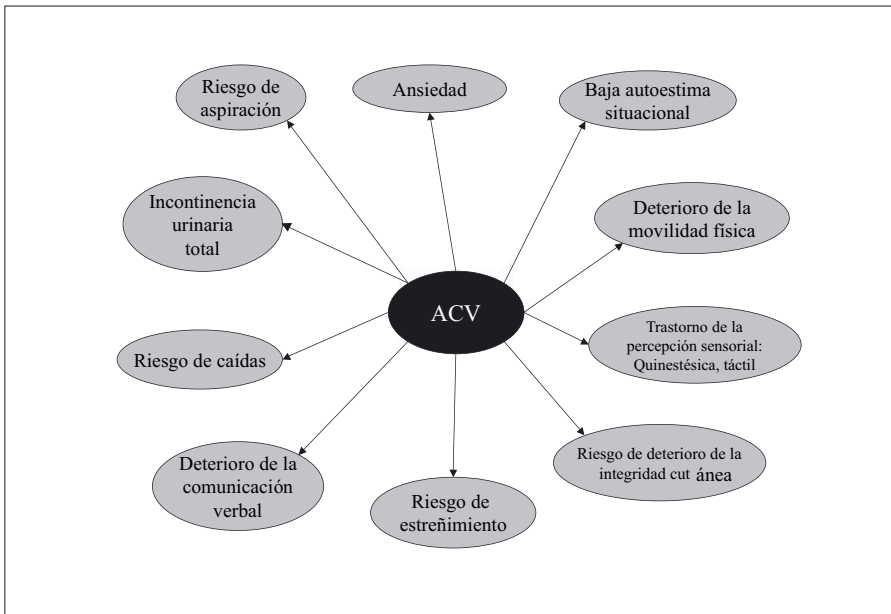 Riesgo de
aspiración
Ansiedad
Baja autoestima
situacional
Incontinencia
urinaria
total
Deterioro de la
movilidad física
ACV
Riesgo de caídas
Trastorno de la
percepción sensorial:
Quinestésica, táctil
Deterioro de la
comunicación
verbal
Riesgo de
estreñimiento
Riesgo de deterioro de la
integridad cut ánea